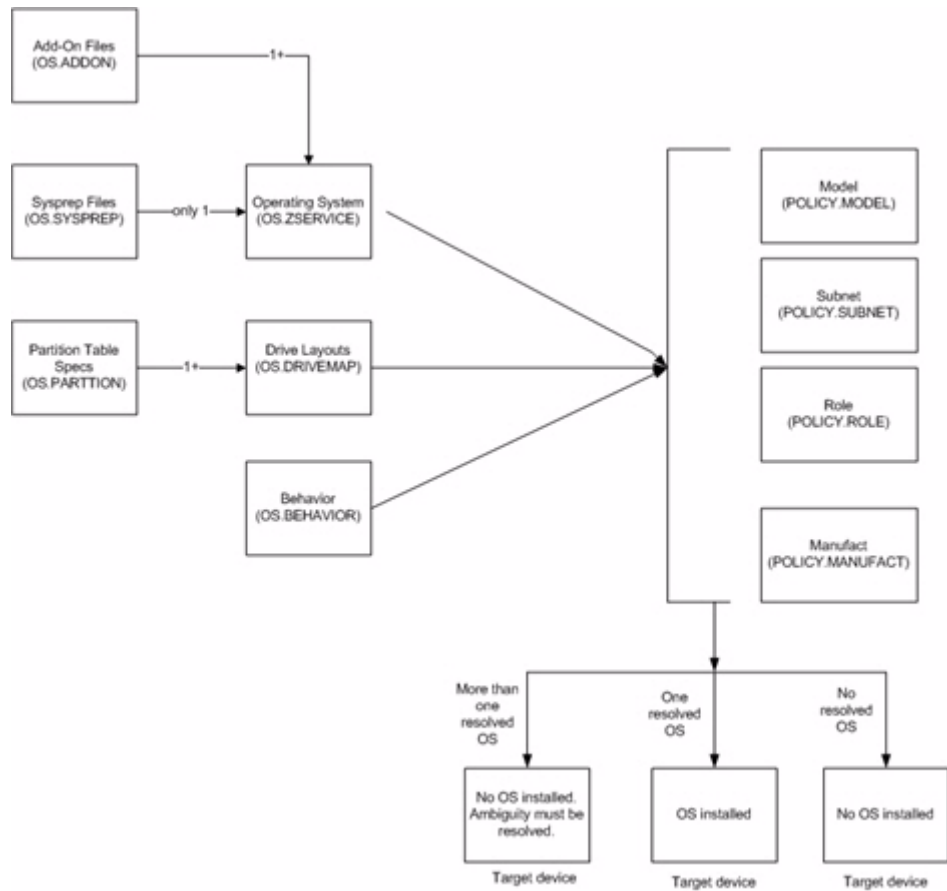 Add-On Files
(OS.ADDON)
1+
Sysprep Files
(OS.SYSPREP)
only 1
Operating System
(OS.ZSERVICE)
Model
(POLICY.MODEL)
Subnet
(POLICY.SUBNET)
Partition Table
Specs
(OS.PARTTION)
1+
Drive Layouts
(OS.DRIVEMAP)
Role
(POLICY.ROLE)
Behavior
(OS.BEHAVIOR)
Manufact
(POLICY.MANUFACT)
More than
one
resolved
OS
One
resolved
OS
No
resolved
OS
No OS installed.
Ambiguity must be
resolved.
OS installed
No OS installed
Target device
Target device
Target device